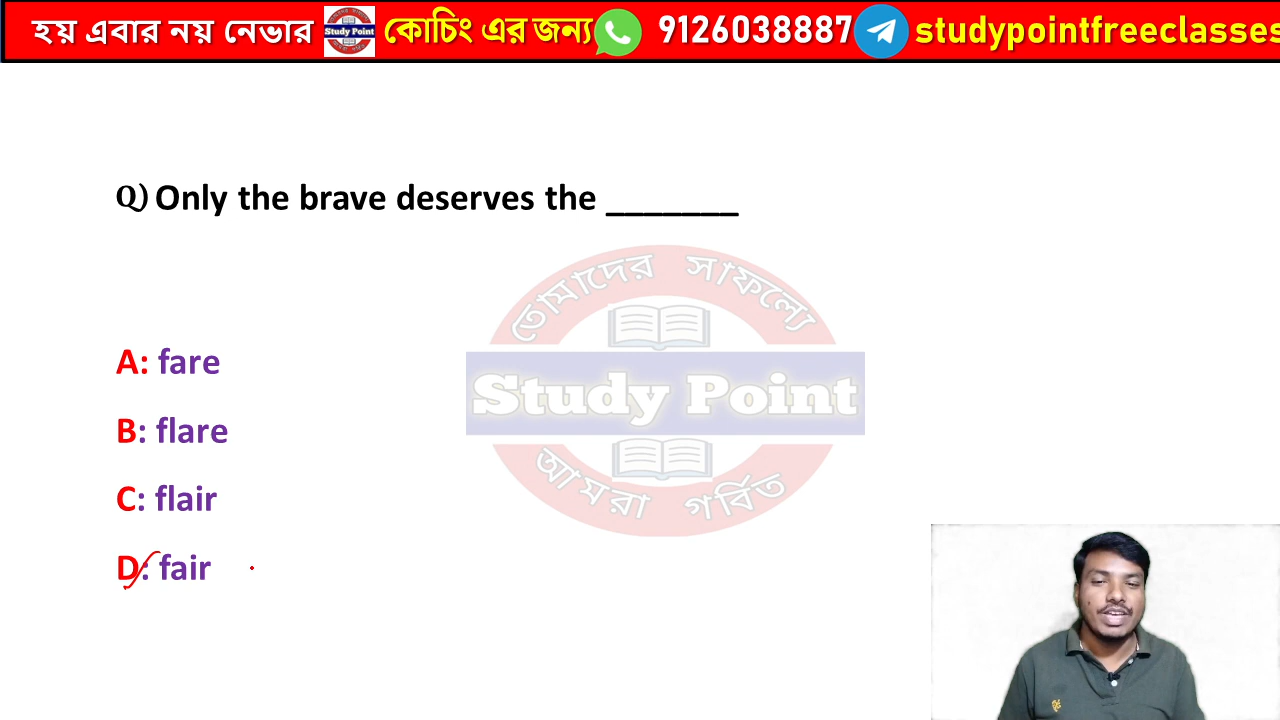 হয় এবার নয় নেভার Study Point কোচিং এর জন্য 9126038887 studypointfreeclasses
Q) Only the brave deserves the _______
তোমাদের সাফল্যে
A: fare
Study Point
B: flare
C: flair
আমরা গর্বিত
D: fair